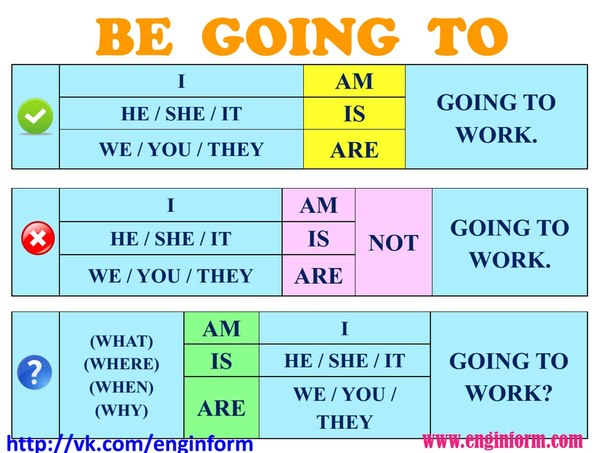 BE GOING TO
I AM
HE / SHE / IT IS
WE / YOU / THEY ARE
GOING TO
WORK.
I AM
HE / SHE / IT IS
WE / YOU / THEY ARE
NOT
GOING TO
WORK.
(WHAT)
(WHERE)
(WHEN)
(WHY)
AM I
IS HE / SHE / IT
ARE WE / YOU /
THEY
GOING TO
WORK?
?
http://vk.com/enginform
www.enginform.com